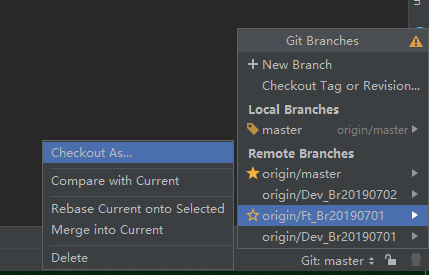 Git Branches
+ New Branch
Checkout Tag or Revision...
Local Branches
master origin/master
Remote Branches
origin/master
origin/Dev_Br20190702
origin/Ft_Br20190701
origin/Dev_Br20190701
Checkout As...
Compare with Current
Rebase Current onto Selected
Merge into Current
Delete
Git: master